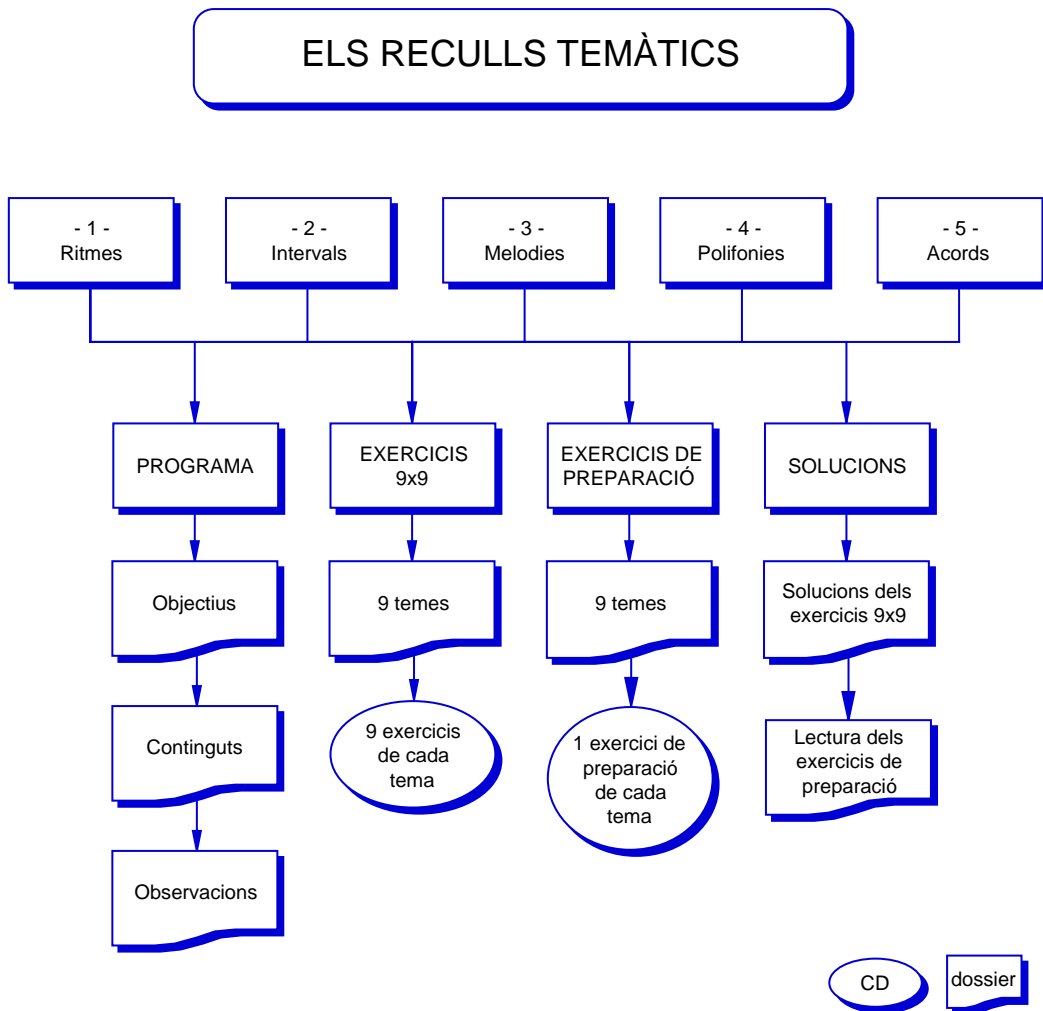 ELS RECULLS TEMÀTICS
- 1 -
Ritmes
- 2 -
Intervals
- 3 -
Melodies
- 4 -
Polifonies
- 5 -
Acords
PROGRAMA
EXERCICIS
9x9
EXERCICIS DE
PREPARACIÓ
SOLUCIONS
Objectius
9 temes
9 temes
Solucions dels
exercicis 9x9
Continguts
9 exercicis
de cada
tema
1 exercici de
preparació
de cada
tema
Lectura dels
exercicis de
preparació
Observacions
CD
dossier